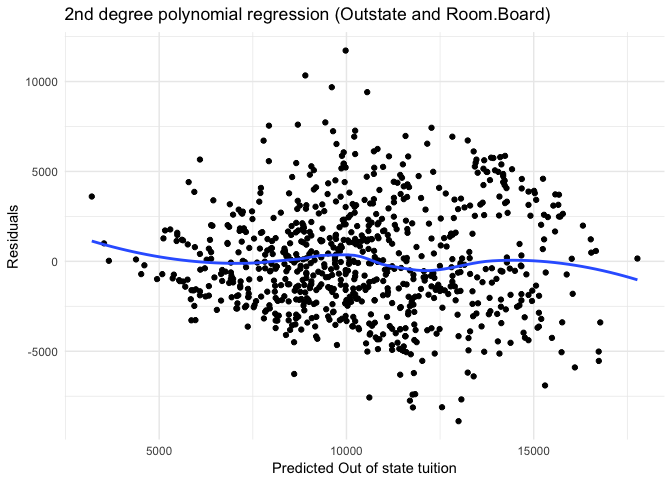 2nd degree polynomial regression (Outstate and Room.Board)
10000
5000
0
-5000
Residuals
5000 10000 15000
Predicted Out of state tuition